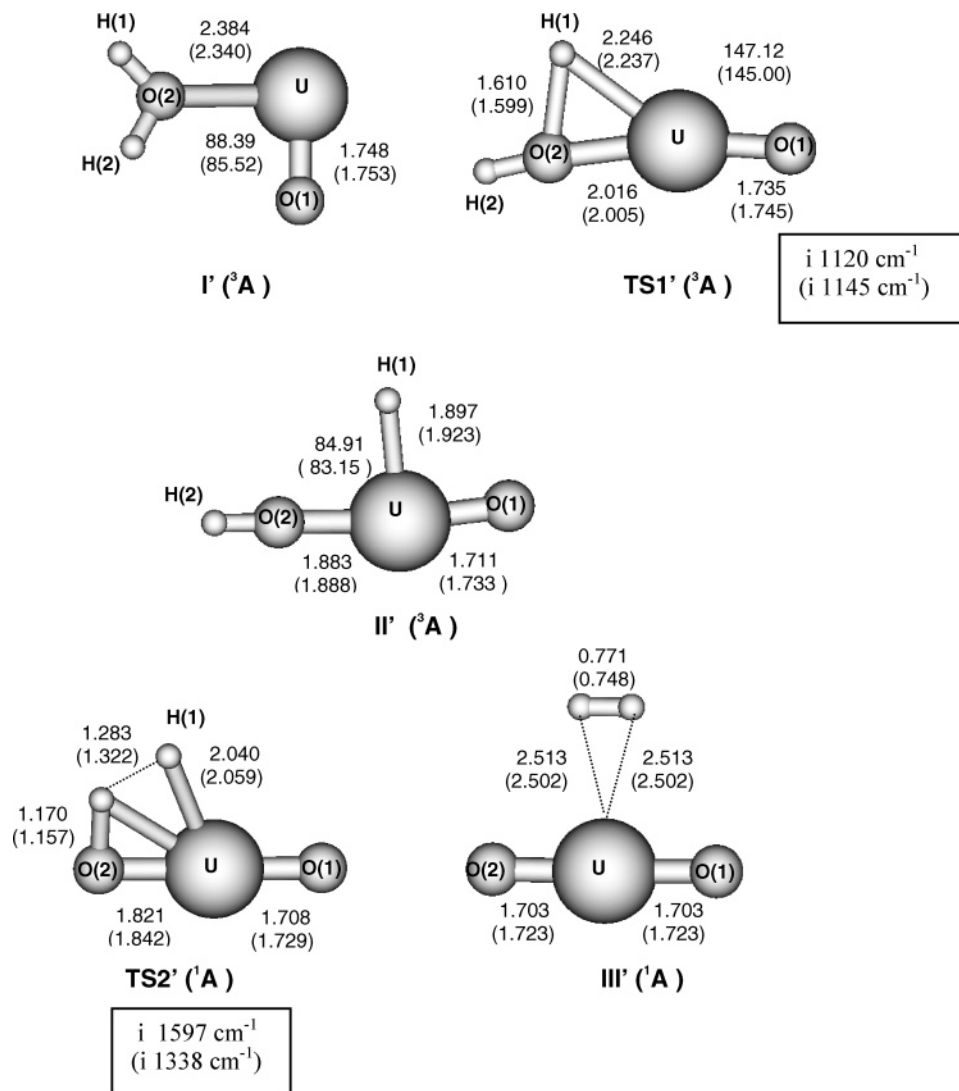 H(1)
2.384
(2.340)
O(2)
U
H(2)
88.39
(85.52)
1.748
(1.753)
O(1)
I' (³A )
H(1)
2.246
(2.237)
147.12
(145.00)
1.610
(1.599)
O(2)
U
O(1)
H(2)
2.016
(2.005)
1.735
(1.745)
TS1' (³A )
i 1120 cm⁻¹
(i 1145 cm⁻¹)
H(1)
1.897
(1.923)
84.91
( 83.15 )
H(2)
O(2)
U
O(1)
1.883
(1.888)
1.711
(1.733 )
II' (³A )
H(1)
1.283
(1.322)
2.040
(2.059)
1.170
(1.157)
O(2)
U
O(1)
1.821
(1.842)
1.708
(1.729)
TS2' (¹A )
i 1597 cm⁻¹
(i 1338 cm⁻¹)
0.771
(0.748)
2.513
(2.502)
2.513
(2.502)
O(2)
U
O(1)
1.703
(1.723)
1.703
(1.723)
III' (¹A )